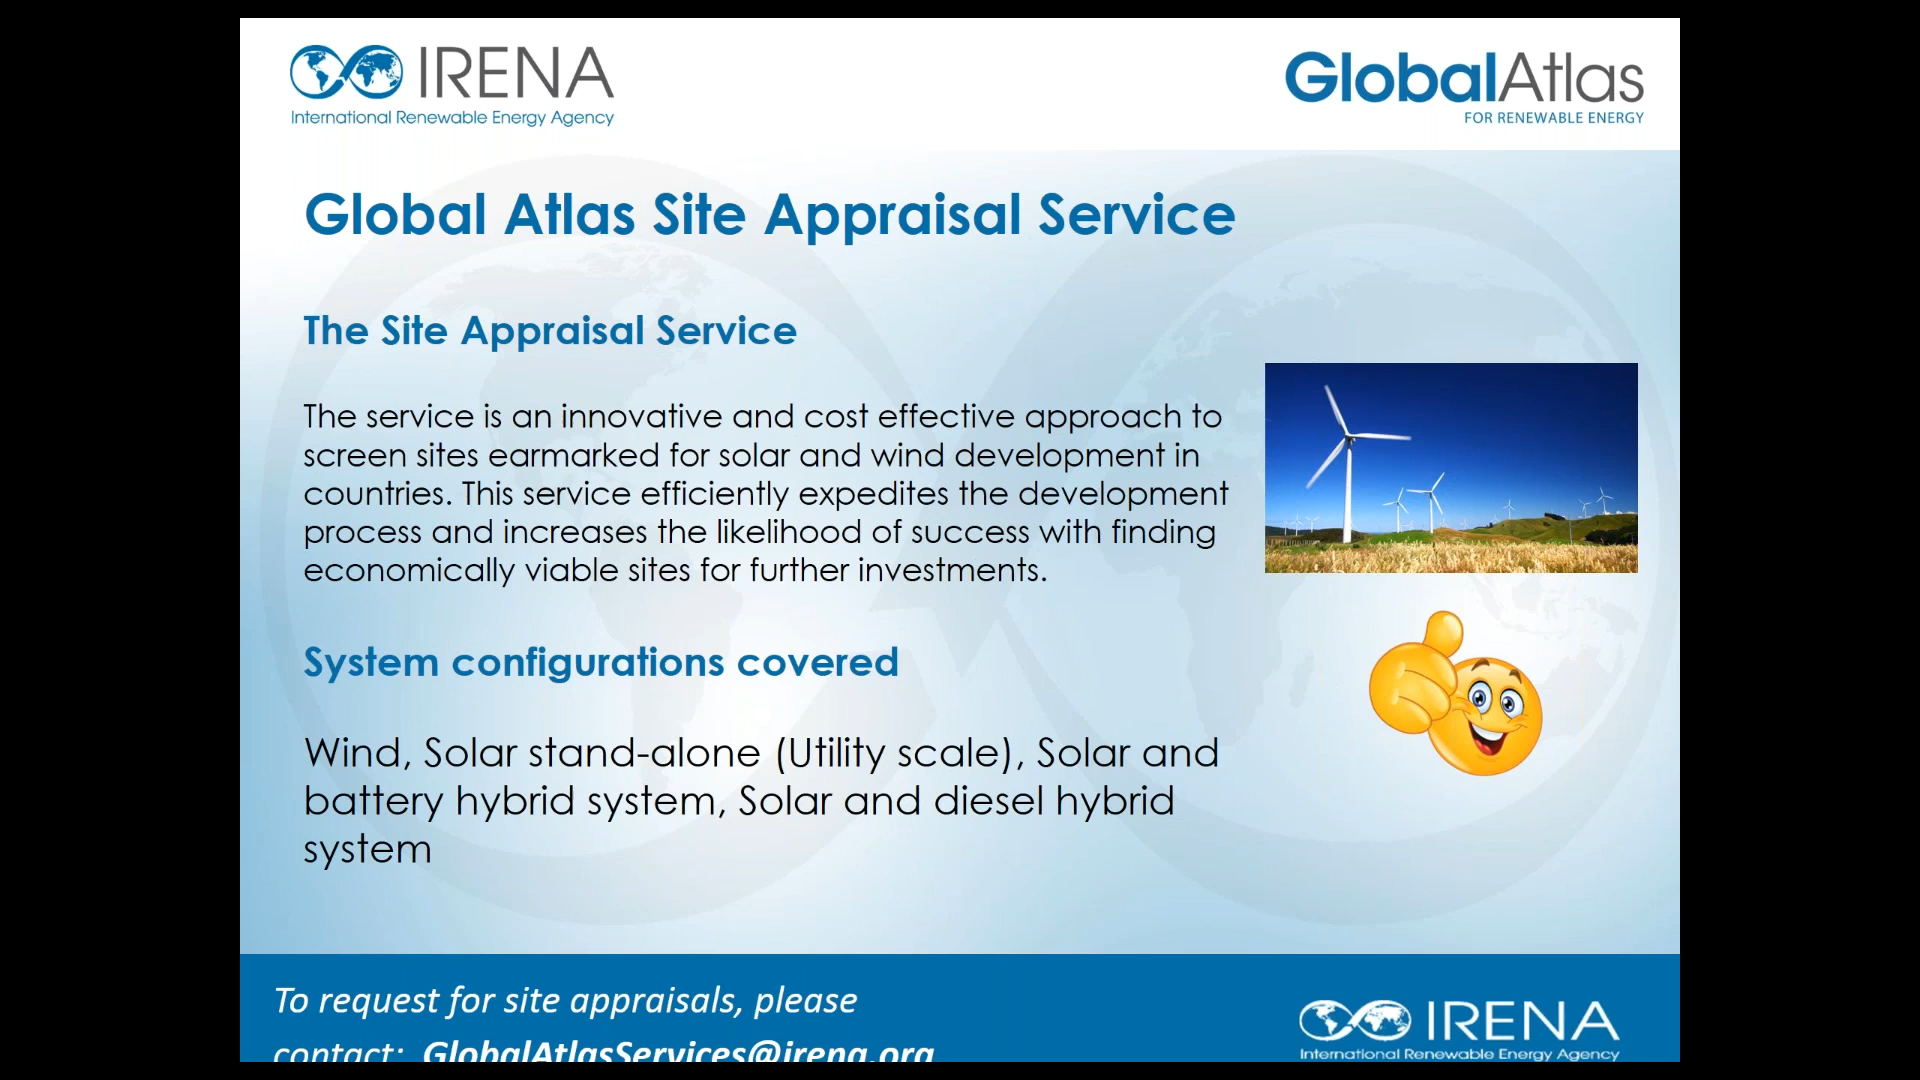 IRENA
International Renewable Energy Agency
GlobalAtlas
FOR RENEWABLE ENERGY
Global Atlas Site Appraisal Service
The Site Appraisal Service
The service is an innovative and cost effective approach to
screen sites earmarked for solar and wind development in
countries. This service efficiently expedites the development
process and increases the likelihood of success with finding
economically viable sites for further investments.
System configurations covered
Wind, Solar stand-alone (Utility scale), Solar and
battery hybrid system, Solar and diesel hybrid
system
To request for site appraisals, please
contact: GlobalAtlasServices@irena.org
IRENA
International Renewable Energy Agency